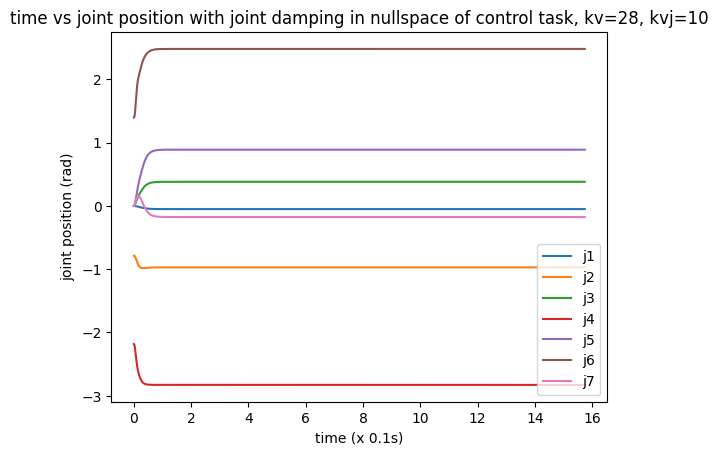 time vs joint position with joint damping in nullspace of control task, kv=28, kvj=10
joint position (rad)
2
1
0
−1
−2
−3
0
2
4
6
8
10
12
14
16
time (x 0.1s)
j1
j2
j3
j4
j5
j6
j7